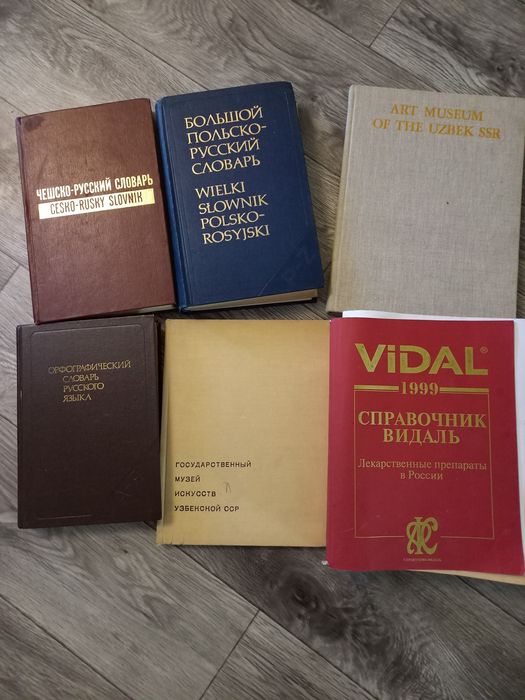 ЧЕШСКО-РУССКИЙ СЛОВАРЬ
ČESKO-RUSKÝ SLOVNÍK
БОЛЬШОЙ
ПОЛЬСКО-
РУССКИЙ
СЛОВАРЬ
WIELKI
SŁOWNIK
POLSKO-
ROSYJSKI
ART MUSEUM
OF THE UZBEK SSR
ОРФОГРАФИЧЕСКИЙ
СЛОВАРЬ
РУССКОГО
ЯЗЫКА
ГОСУДАРСТВЕННЫЙ
МУЗЕЙ
ИСКУССТВ
УЗБЕКСКОЙ ССР
ViDAL®
1999
СПРАВОЧНИК
ВИДАЛЬ
Лекарственные препараты
в России